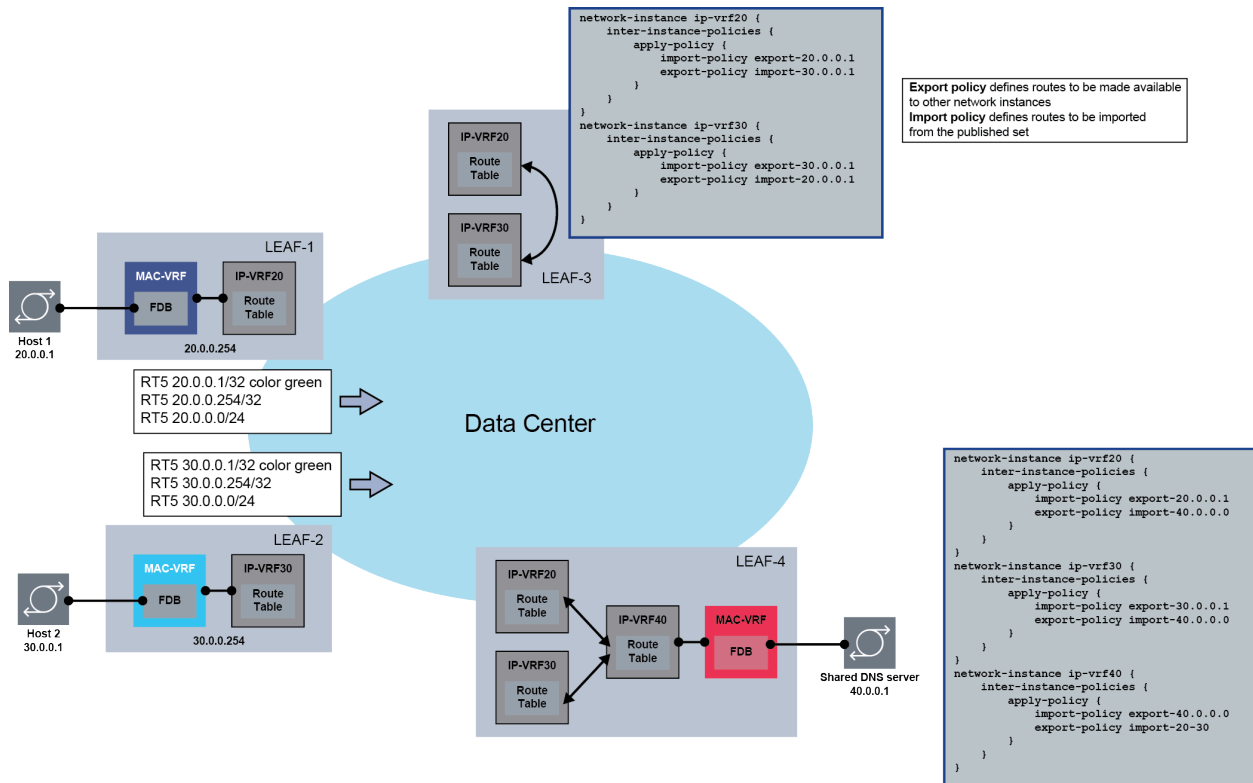 network-instance ip-vrf20 {
    inter-instance-policies {
        apply-policy {
            import-policy export-20.0.0.1
            export-policy import-30.0.0.1
        }
    }
}
network-instance ip-vrf30 {
    inter-instance-policies {
        apply-policy {
            import-policy export-30.0.0.1
            export-policy import-20.0.0.1
        }
    }
}
Export policy defines routes to be made available
to other network instances
Import policy defines routes to be imported
from the published set
IP-VRF20
Route
Table
IP-VRF30
Route
Table
LEAF-3
LEAF-1
MAC-VRF
FDB
IP-VRF20
Route
Table
20.0.0.254
Host 1
20.0.0.1
RT5 20.0.0.1/32 color green
RT5 20.0.0.254/32
RT5 20.0.0.0/24
Data Center
RT5 30.0.0.1/32 color green
RT5 30.0.0.254/32
RT5 30.0.0.0/24
LEAF-2
MAC-VRF
FDB
IP-VRF30
Route
Table
30.0.0.254
Host 2
30.0.0.1
LEAF-4
IP-VRF20
Route
Table
IP-VRF30
Route
Table
IP-VRF40
Route
Table
MAC-VRF
FDB
Shared DNS server
40.0.0.1
network-instance ip-vrf20 {
    inter-instance-policies {
        apply-policy {
            import-policy export-20.0.0.1
            export-policy import-40.0.0.0
        }
    }
}
network-instance ip-vrf30 {
    inter-instance-policies {
        apply-policy {
            import-policy export-30.0.0.1
            export-policy import-40.0.0.0
        }
    }
}
network-instance ip-vrf40 {
    inter-instance-policies {
        apply-policy {
            import-policy export-40.0.0.0
            export-policy import-20-30
        }
    }
}